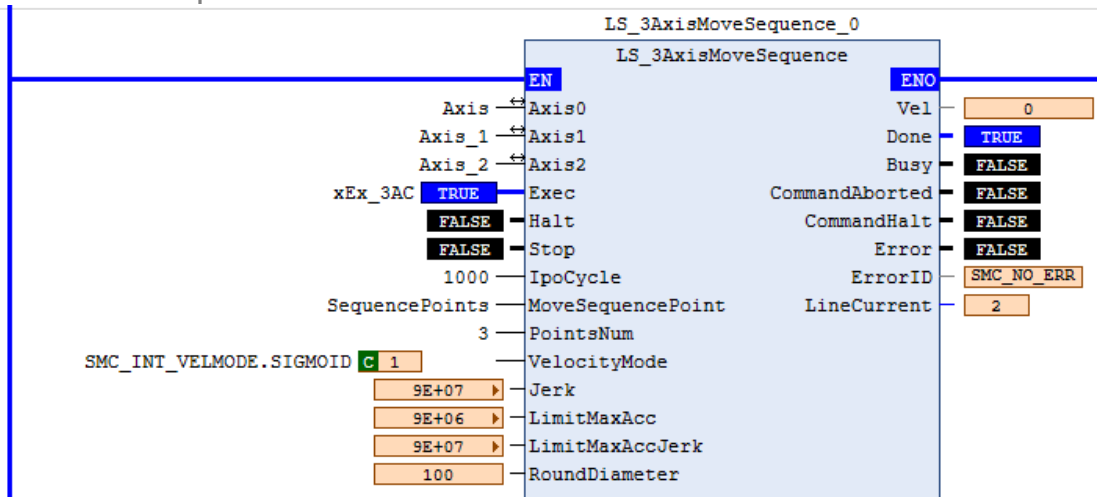 LS_3AxisMoveSequence_0
LS_3AxisMoveSequence
EN ENO
Axis Axis0 Vel 0
Axis_1 Axis1 Done TRUE
Axis_2 Axis2 Busy FALSE
xEx_3AC TRUE Exec CommandAborted FALSE
FALSE Halt CommandHalt FALSE
FALSE Stop Error FALSE
1000 IpoCycle ErrorID SMC_NO_ERR
SequencePoints MoveSequencePoint LineCurrent 2
3 PointsNum
SMC_INT_VELMODE.SIGMOID C 1 VelocityMode
9E+07 Jerk
9E+06 LimitMaxAcc
9E+07 LimitMaxAccJerk
100 RoundDiameter